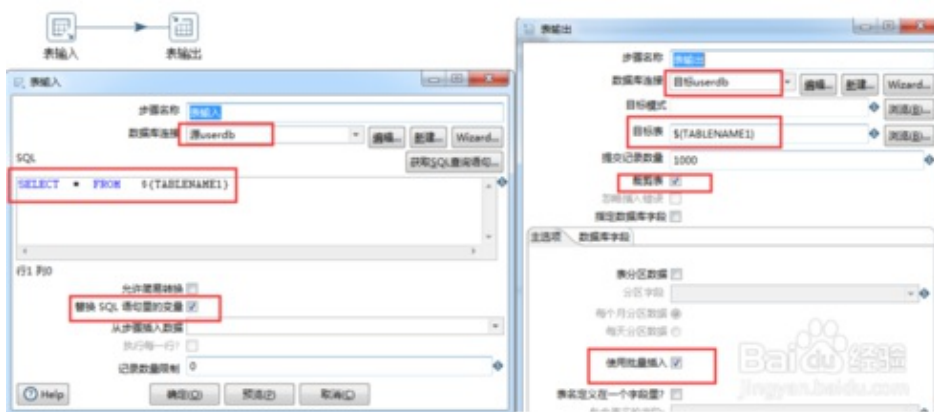 表输入
表输出
表输入
步骤名称 表输入
数据库连接 源userdb 编辑... 新建... Wizard...
SQL 获取SQL查询语句...
SELECT * FROM ${TABLENAME1}
行1 列0
允许简易转换
替换 SQL 语句里的变量
从步骤插入数据
执行每一行?
记录数量限制 0
Help 确定(O) 预览(P) 取消(C)
表输出
步骤名称 表输出
数据库连接 目标userdb 编辑... 新建... Wizard...
目标模式 浏览(B)...
目标表 ${TABLENAME1} 浏览(B)...
提交记录数量 1000
裁剪表
忽略插入错误
指定数据库字段
主选项 数据库字段
表分区数据
分区字段
每个月分区数据
每天分区数据
使用批量插入
表名定义在一个字段里?
Baidu 经验
jingyan.baidu.com